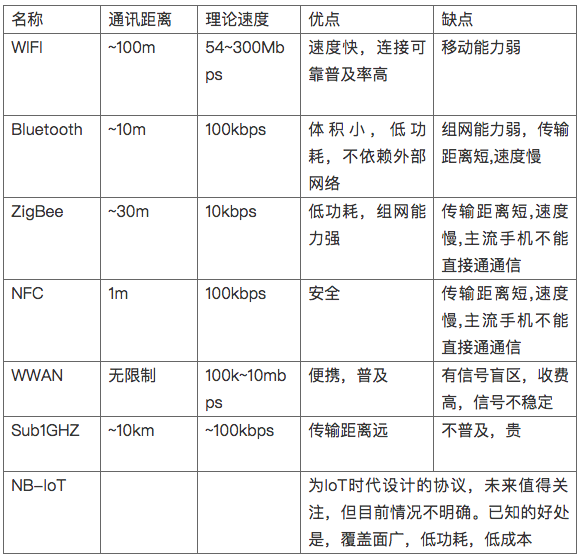 名称 通讯距离 理论速度 优点 缺点
WIFI ~100m 54~300Mb 速度快，连接可 移动能力弱
ps 靠普及率高
Bluetooth ~10m 100kbps 体积小，低功 组网能力弱，传输
耗，不依赖外部 距离短,速度慢
网络
ZigBee ~30m 10kbps 低功耗，组网能 传输距离短,速度
力强 慢,主流手机不能
直接通通信
NFC 1m 100kbps 安全 传输距离短,速度
慢,主流手机不能
直接通通信
WWAN 无限制 100k~10mb 便携，普及 有信号盲区，收费
ps 高，信号不稳定
Sub1GHZ ~10km ~100kbps 传输距离远 不普及，贵
NB-IoT 为IoT时代设计的协议，未来值得关
注，但目前情况不明确。已知的好处
是，覆盖面广，低功耗，低成本